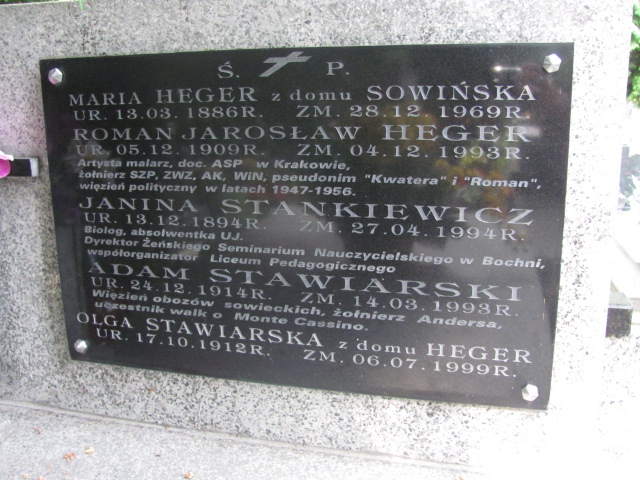 Ś. P.
MARIA HEGER z domu SOWIŃSKA
UR. 13.03.1886R. ZM. 28.12.1969R.
ROMAN JAROSŁAW HEGER
UR. 05.12.1909R. ZM. 04.12.1993R.
Artysta malarz, doc. ASP w Krakowie,
żołnierz SZP, ZWZ, AK, WiN, pseudonim "Kwatera" i "Roman",
więzień polityczny w latach 1947-1956.
JANINA STANKIEWICZ
UR. 13.12.1894R. ZM. 27.04.1994R.
Biolog, absolwentka UJ.
Dyrektor Żeńskiego Seminarium Nauczycielskiego w Bochni,
współorganizator Liceum Pedagogicznego
ADAM STAWIARSKI
UR. 24.12.1914R. ZM. 14.03.1993R.
Więzień obozów sowieckich, żołnierz Andersa,
uczestnik walk o Monte Cassino.
OLGA STAWIARSKA z domu HEGER
UR. 17.10.1912R. ZM. 06.07.1999R.